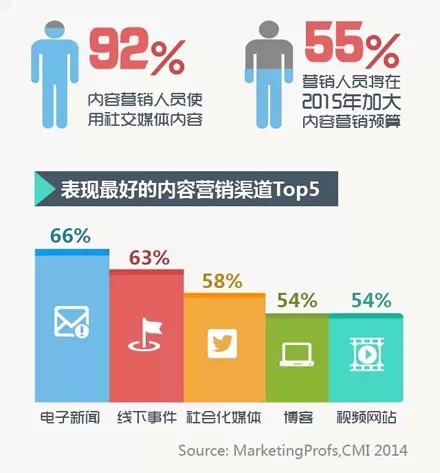 92%
内容营销人员使
用社交媒体内容
55%
营销人员将在
2015年加大
内容营销预算
表现最好的内容营销渠道Top5
66%
63%
58%
54%
54%
电子新闻
线下事件
社会化媒体
博客
视频网站
Source: MarketingProfs,CMI 2014